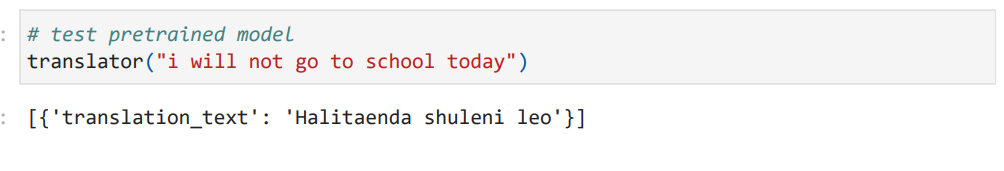 # test pretrained model
translator("i will not go to school today")
[{'translation_text': 'Halitaenda shuleni leo'}]